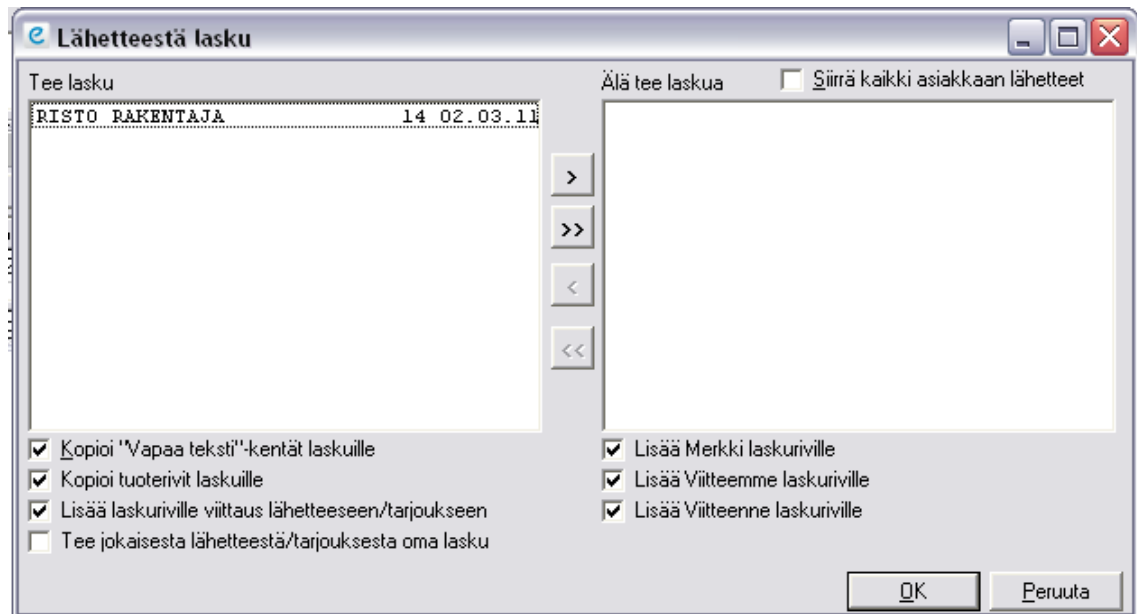 Lähetteestä lasku
Tee lasku
Älä tee laskua
Siirrä kaikki asiakkaan lähetteet
RISTO RAKENTAJA 14 02.03.11
>
>>
<
<<
Kopioi "Vapaa teksti"-kentät laskuille
Kopioi tuoterivit laskuille
Lisää laskuriville viittaus lähetteeseen/tarjoukseen
Tee jokaisesta lähetteestä/tarjouksesta oma lasku
Lisää Merkki laskuriville
Lisää Viitteemme laskuriville
Lisää Viitteenne laskuriville
OK
Peruuta